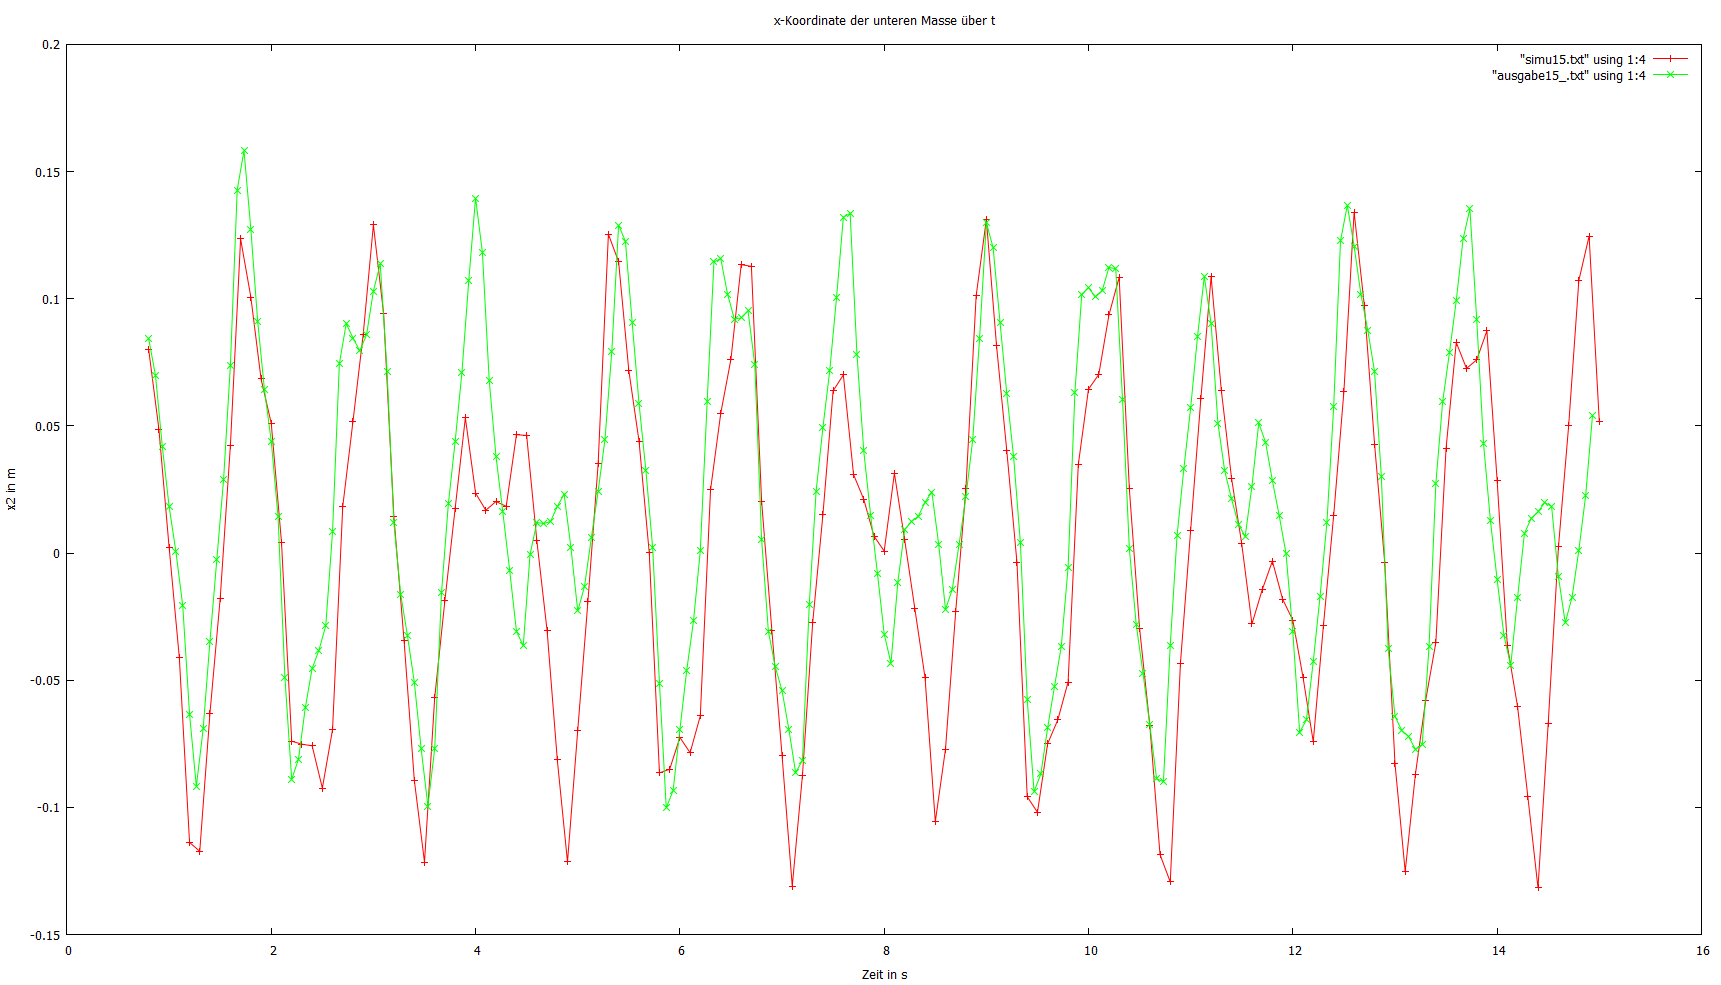 x-Koordinate der unteren Masse über t
"simu15.txt" using 1:4
"ausgabe15_.txt" using 1:4
0.2
0.15
0.1
0.05
0
-0.05
-0.1
-0.15
x2 in m
0 2 4 6 8 10 12 14 16
Zeit in s